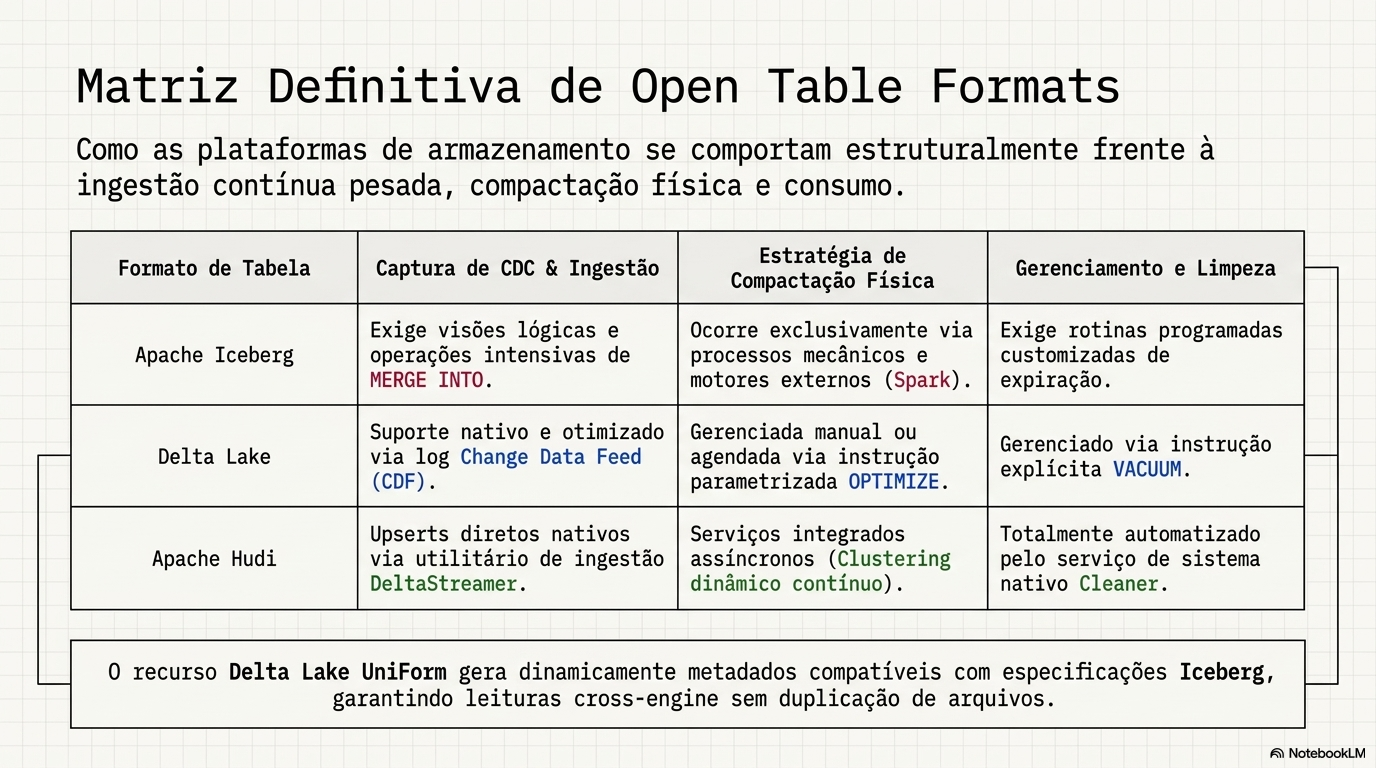 Matriz Definitiva de Open Table Formats
Como as plataformas de armazenamento se comportam estruturalmente frente à
ingestão contínua pesada, compactação física e consumo.
Formato de Tabela
Captura de CDC & Ingestão
Estratégia de
Compactação Física
Gerenciamento e Limpeza
Apache Iceberg
Exige visões lógicas e
operações intensivas de
MERGE INTO.
Ocorre exclusivamente via
processos mecânicos e
motores externos (Spark).
Exige rotinas programadas
customizadas de
expiração.
Delta Lake
Suporte nativo e otimizado
via log Change Data Feed
(CDF).
Gerenciada manual ou
agendada via instrução
parametrizada OPTIMIZE.
Gerenciado via instrução
explícita VACUUM.
Apache Hudi
Upserts diretos nativos
via utilitário de ingestão
DeltaStreamer.
Serviços integrados
assíncronos (Clustering
dinâmico contínuo).
Totalmente automatizado
pelo serviço de sistema
nativo Cleaner.
O recurso Delta Lake UniForm gera dinamicamente metadados compatíveis com especificações Iceberg,
garantindo leituras cross-engine sem duplicação de arquivos.
NotebookLM